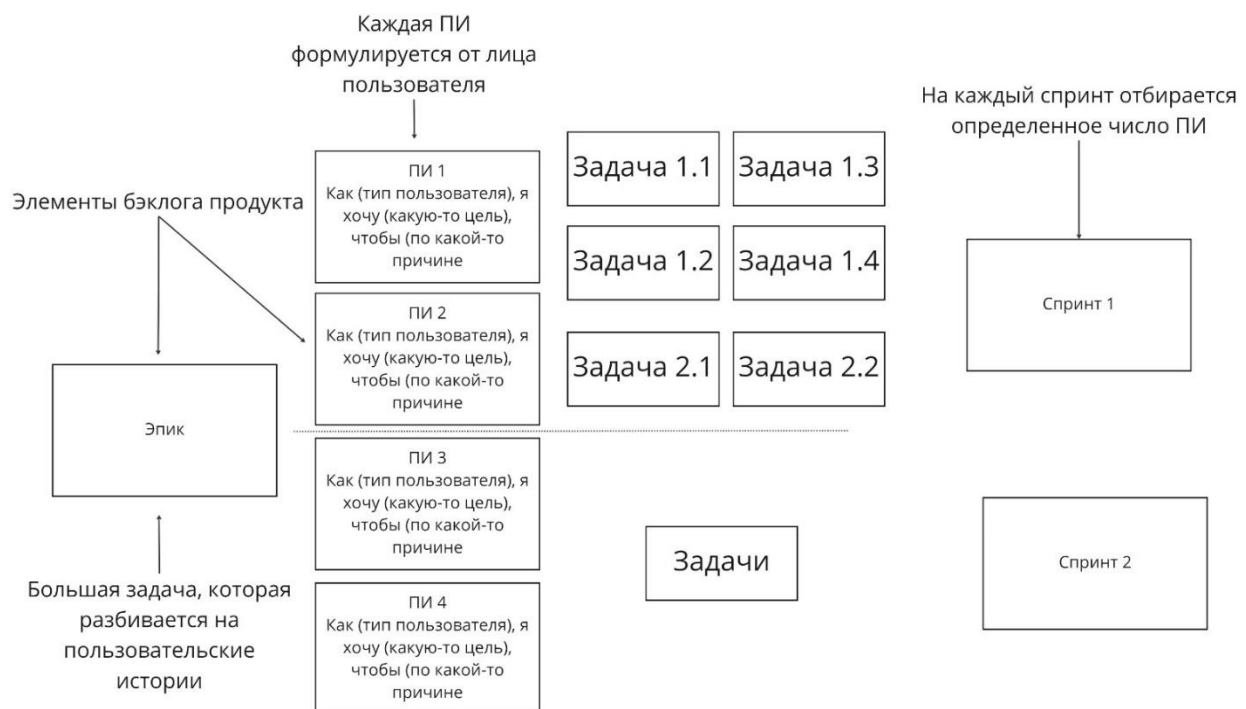 Каждая ПИ
формулируется от лица
пользователя
На каждый спринт отбирается
определенное число ПИ
Элементы бэклога продукта
ПИ 1
Как (тип пользователя), я
хочу (какую-то цель),
чтобы (по какой-то
причине
Задача 1.1
Задача 1.3
Задача 1.2
Задача 1.4
ПИ 2
Как (тип пользователя), я
хочу (какую-то цель),
чтобы (по какой-то
причине
Задача 2.1
Задача 2.2
Спринт 1
Эпик
ПИ 3
Как (тип пользователя), я
хочу (какую-то цель),
чтобы (по какой-то
причине
Задачи
Спринт 2
Большая задача, которая
разбивается на
пользовательские
истории
ПИ 4
Как (тип пользователя), я
хочу (какую-то цель),
чтобы (по какой-то
причине